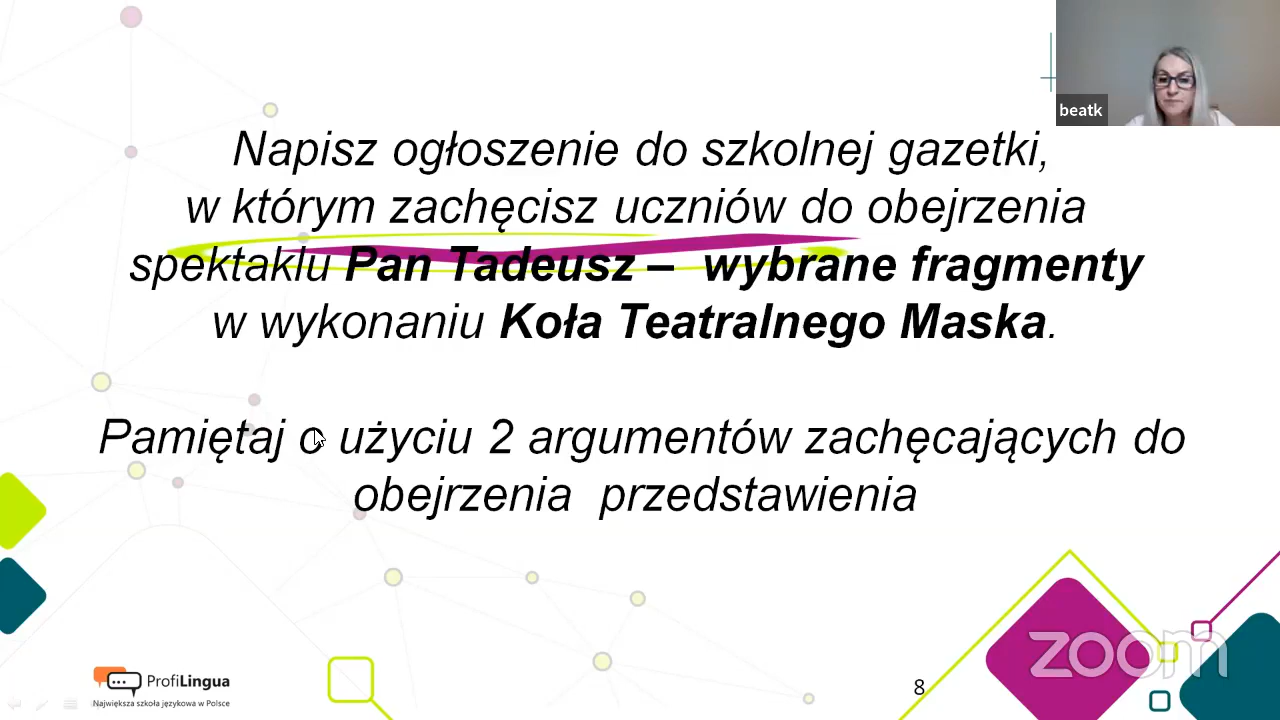 beatk
Napisz ogłoszenie do szkolnej gazetki,
w którym zachęcisz uczniów do obejrzenia
spektaklu Pan Tadeusz – wybrane fragmenty
w wykonaniu Koła Teatralnego Maska.
Pamiętaj o użyciu 2 argumentów zachęcających do
obejrzenia przedstawienia
zoom
ProfiLingua
Największa szkoła językowa w Polsce
8